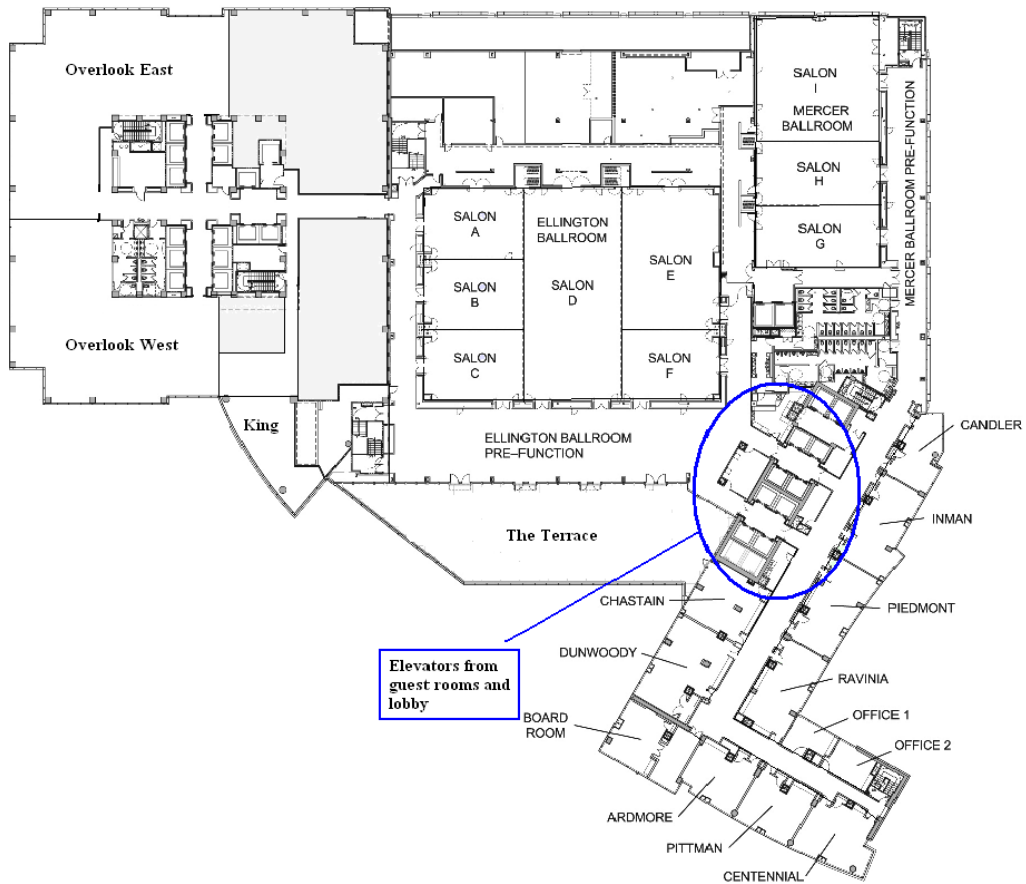 Overlook East
SALON
I
MERCER
BALLROOM
SALON
H
SALON
G
MERCER BALLROOM PRE-FUNCTION
SALON
A
SALON
B
SALON
C
ELLINGTON
BALLROOM
SALON
D
SALON
E
SALON
F
Overlook West
King
ELLINGTON BALLROOM
PRE-FUNCTION
The Terrace
CANDLER
INMAN
PIEDMONT
RAVINIA
OFFICE 1
OFFICE 2
CHASTAIN
DUNWOODY
BOARD
ROOM
ARDMORE
PITTMAN
CENTENNIAL
Elevators from
guest rooms and
lobby